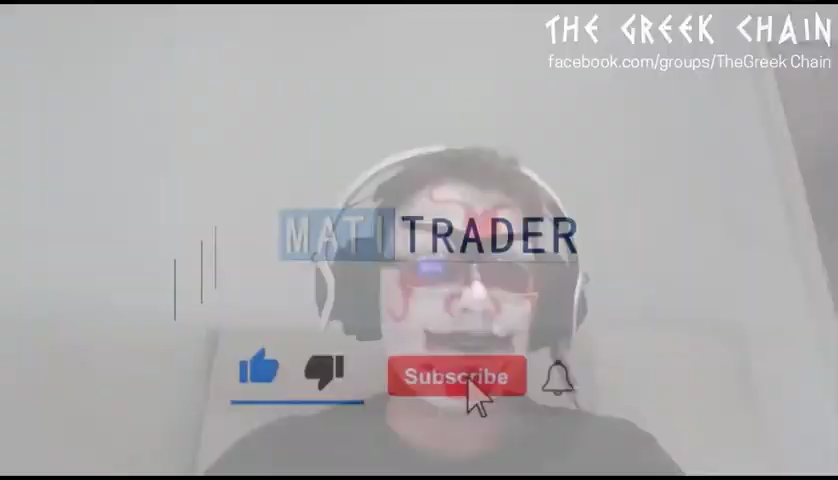 THE GREEK CHAIN
facebook.com/groups/TheGreek Chain
MATI TRADER
Subscribe